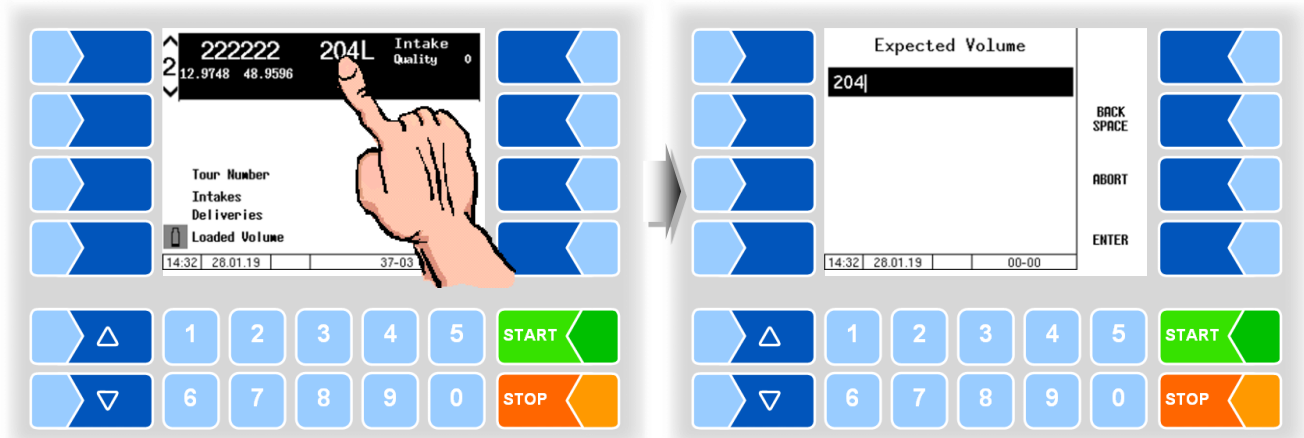 222222 204L Intake
2 12.9748 48.9596 Quality 0
Tour Number
Intakes
Deliveries
Loaded Volume
14:32 28.01.19 37-03
1 2 3 4 5 START
6 7 8 9 0 STOP
Expected Volume
204
BACK
SPACE
ABORT
ENTER
14:32 28.01.19 00-00
1 2 3 4 5 START
6 7 8 9 0 STOP